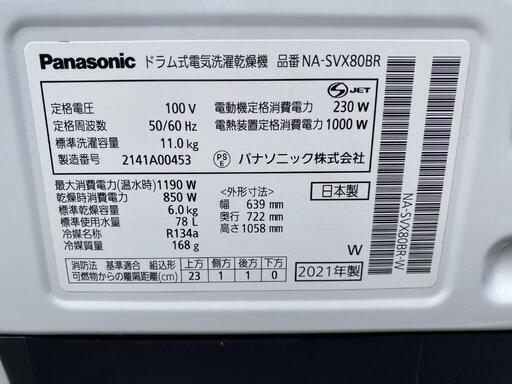 Panasonic ドラム式電気洗濯乾燥機 品番 NA-SVX80BR
定格電圧 100 V
定格周波数 50/60 Hz
標準洗濯容量 11.0 kg
製造番号 2141A00453
S JET
電動機定格消費電力 230 W
電熱装置定格消費電力 1000 W
PS E パナソニック株式会社
最大消費電力(温水時) 1190 W
乾燥時消費電力 850 W
標準乾燥容量 6.0 kg
標準使用水量 78 L
冷媒名称 R134a
冷媒質量 168 g
<外形寸法>
幅 639 mm
奥行 722 mm
高さ 1058 mm
日本製
W
消防法 基準適合 組込形 上方 側方 後方 下方
可燃物からの離隔距離(cm) 23 1 1 0
2021年製
NA-SVX80BR-W